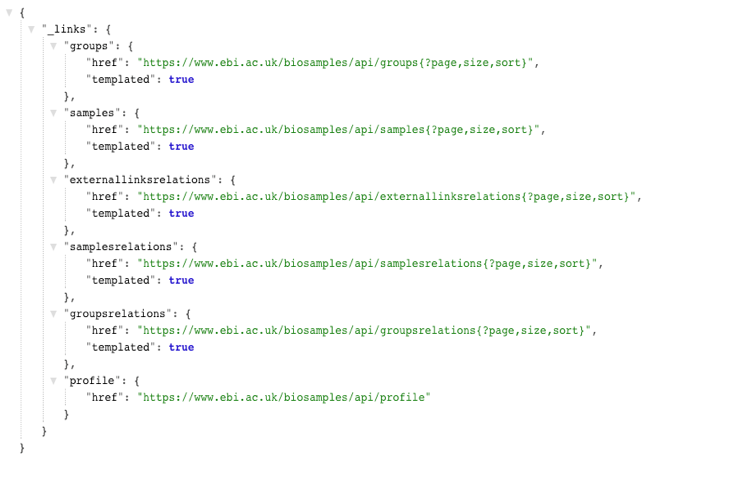 {
"_links": {
"groups": {
"href": "https://www.ebi.ac.uk/biosamples/api/groups{?page,size,sort}",
"templated": true
},
"samples": {
"href": "https://www.ebi.ac.uk/biosamples/api/samples{?page,size,sort}",
"templated": true
},
"externallinksrelations": {
"href": "https://www.ebi.ac.uk/biosamples/api/externallinksrelations{?page,size,sort}",
"templated": true
},
"samplesrelations": {
"href": "https://www.ebi.ac.uk/biosamples/api/samplesrelations{?page,size,sort}",
"templated": true
},
"groupsrelations": {
"href": "https://www.ebi.ac.uk/biosamples/api/groupsrelations{?page,size,sort}",
"templated": true
},
"profile": {
"href": "https://www.ebi.ac.uk/biosamples/api/profile"
}
}
}